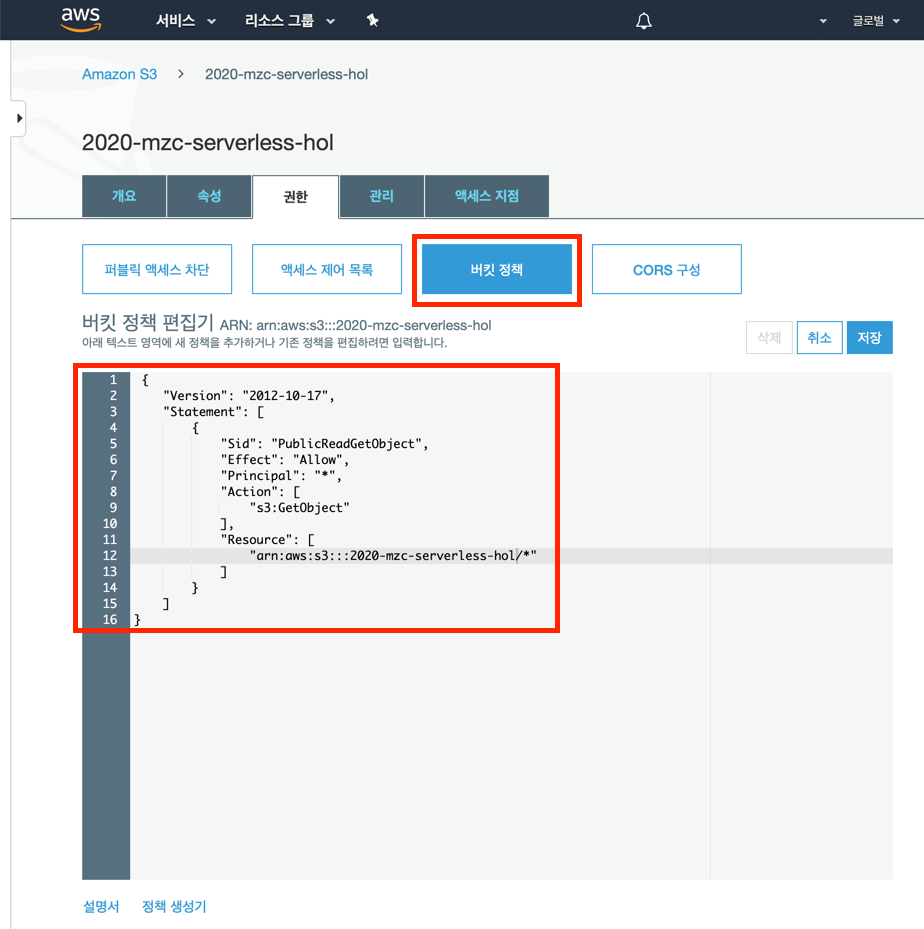 aws 서비스 리소스 그룹 글로벌
Amazon S3 > 2020-mzc-serverless-hol
2020-mzc-serverless-hol
개요 속성 권한 관리 액세스 지점
퍼블릭 액세스 차단 액세스 제어 목록 버킷 정책 CORS 구성
버킷 정책 편집기 ARN: arn:aws:s3:::2020-mzc-serverless-hol
아래 텍스트 영역에 새 정책을 추가하거나 기존 정책을 편집하려면 입력합니다.
삭제 취소 저장
1 {
2 "Version": "2012-10-17",
3 "Statement": [
4 {
5 "Sid": "PublicReadGetObject",
6 "Effect": "Allow",
7 "Principal": "*",
8 "Action": [
9 "s3:GetObject"
10 ],
11 "Resource": [
12 "arn:aws:s3:::2020-mzc-serverless-hol/*"
13 ]
14 }
15 ]
16 }
설명서 정책 생성기